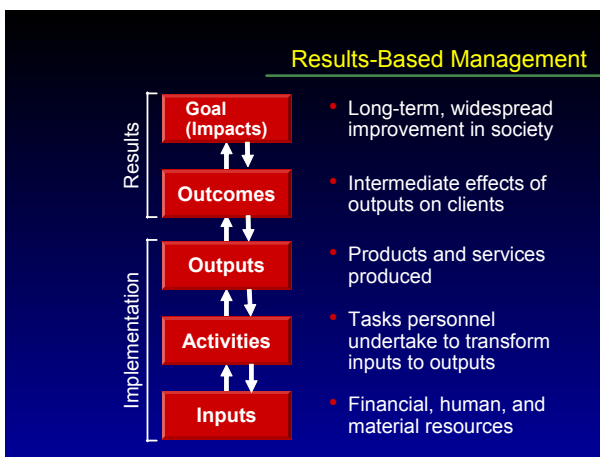 Results-Based Management
Results
Goal
(Impacts)
• Long-term, widespread
improvement in society
Outcomes
• Intermediate effects of
outputs on clients
Implementation
Outputs
• Products and services
produced
Activities
• Tasks personnel
undertake to transform
inputs to outputs
Inputs
• Financial, human, and
material resources